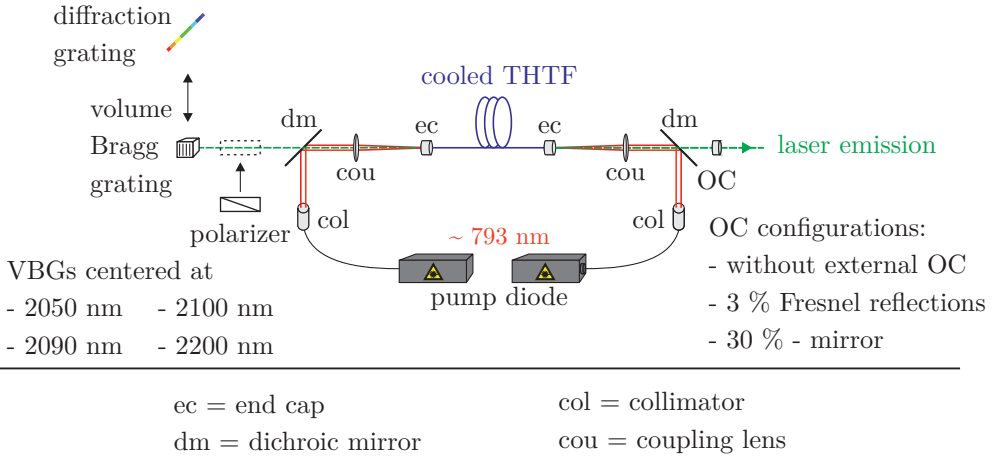 diffraction
grating
volume
Bragg
grating
cooled THTF
dm
ec
ec
dm
cou
cou
OC
laser emission
polarizer
col
col
~ 793 nm
pump diode
VBGs centered at
- 2050 nm - 2100 nm
- 2090 nm - 2200 nm
OC configurations:
- without external OC
- 3 % Fresnel reflections
- 30 % - mirror
ec = end cap
dm = dichroic mirror
col = collimator
cou = coupling lens